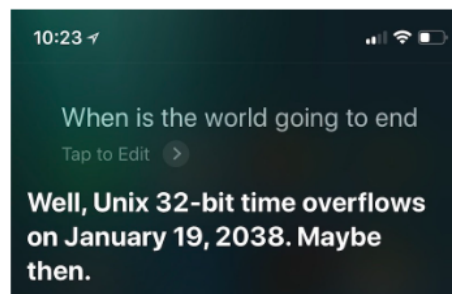 10:23
When is the world going to end
Tap to Edit >
Well, Unix 32-bit time overflows
on January 19, 2038. Maybe
then.